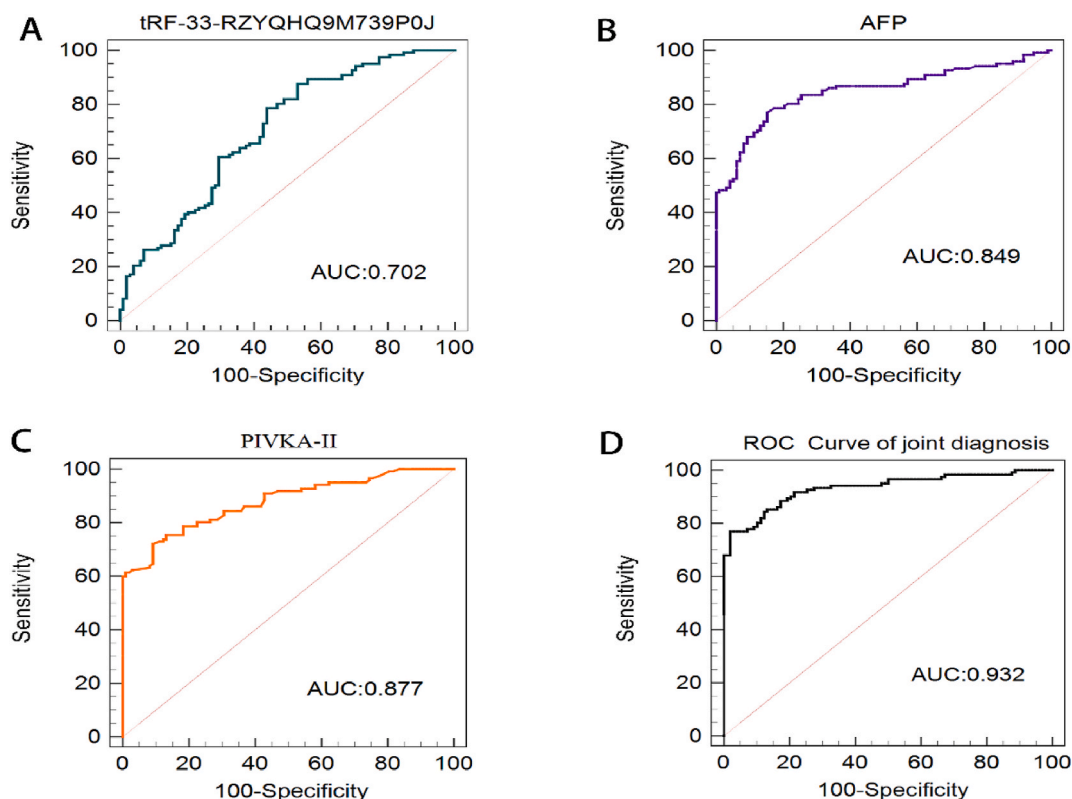 A
tRF-33-RZYQHQ9M739P0J
100
80
60
40
20
0
Sensitivity
AUC:0.702
0 20 40 60 80 100
100-Specificity
B
AFP
100
80
60
40
20
0
Sensitivity
AUC:0.849
0 20 40 60 80 100
100-Specificity
C
PIVKA-II
100
80
60
40
20
0
Sensitivity
AUC:0.877
0 20 40 60 80 100
100-Specificity
D
ROC Curve of joint diagnosis
100
80
60
40
20
0
Sensitivity
AUC:0.932
0 20 40 60 80 100
100-Specificity